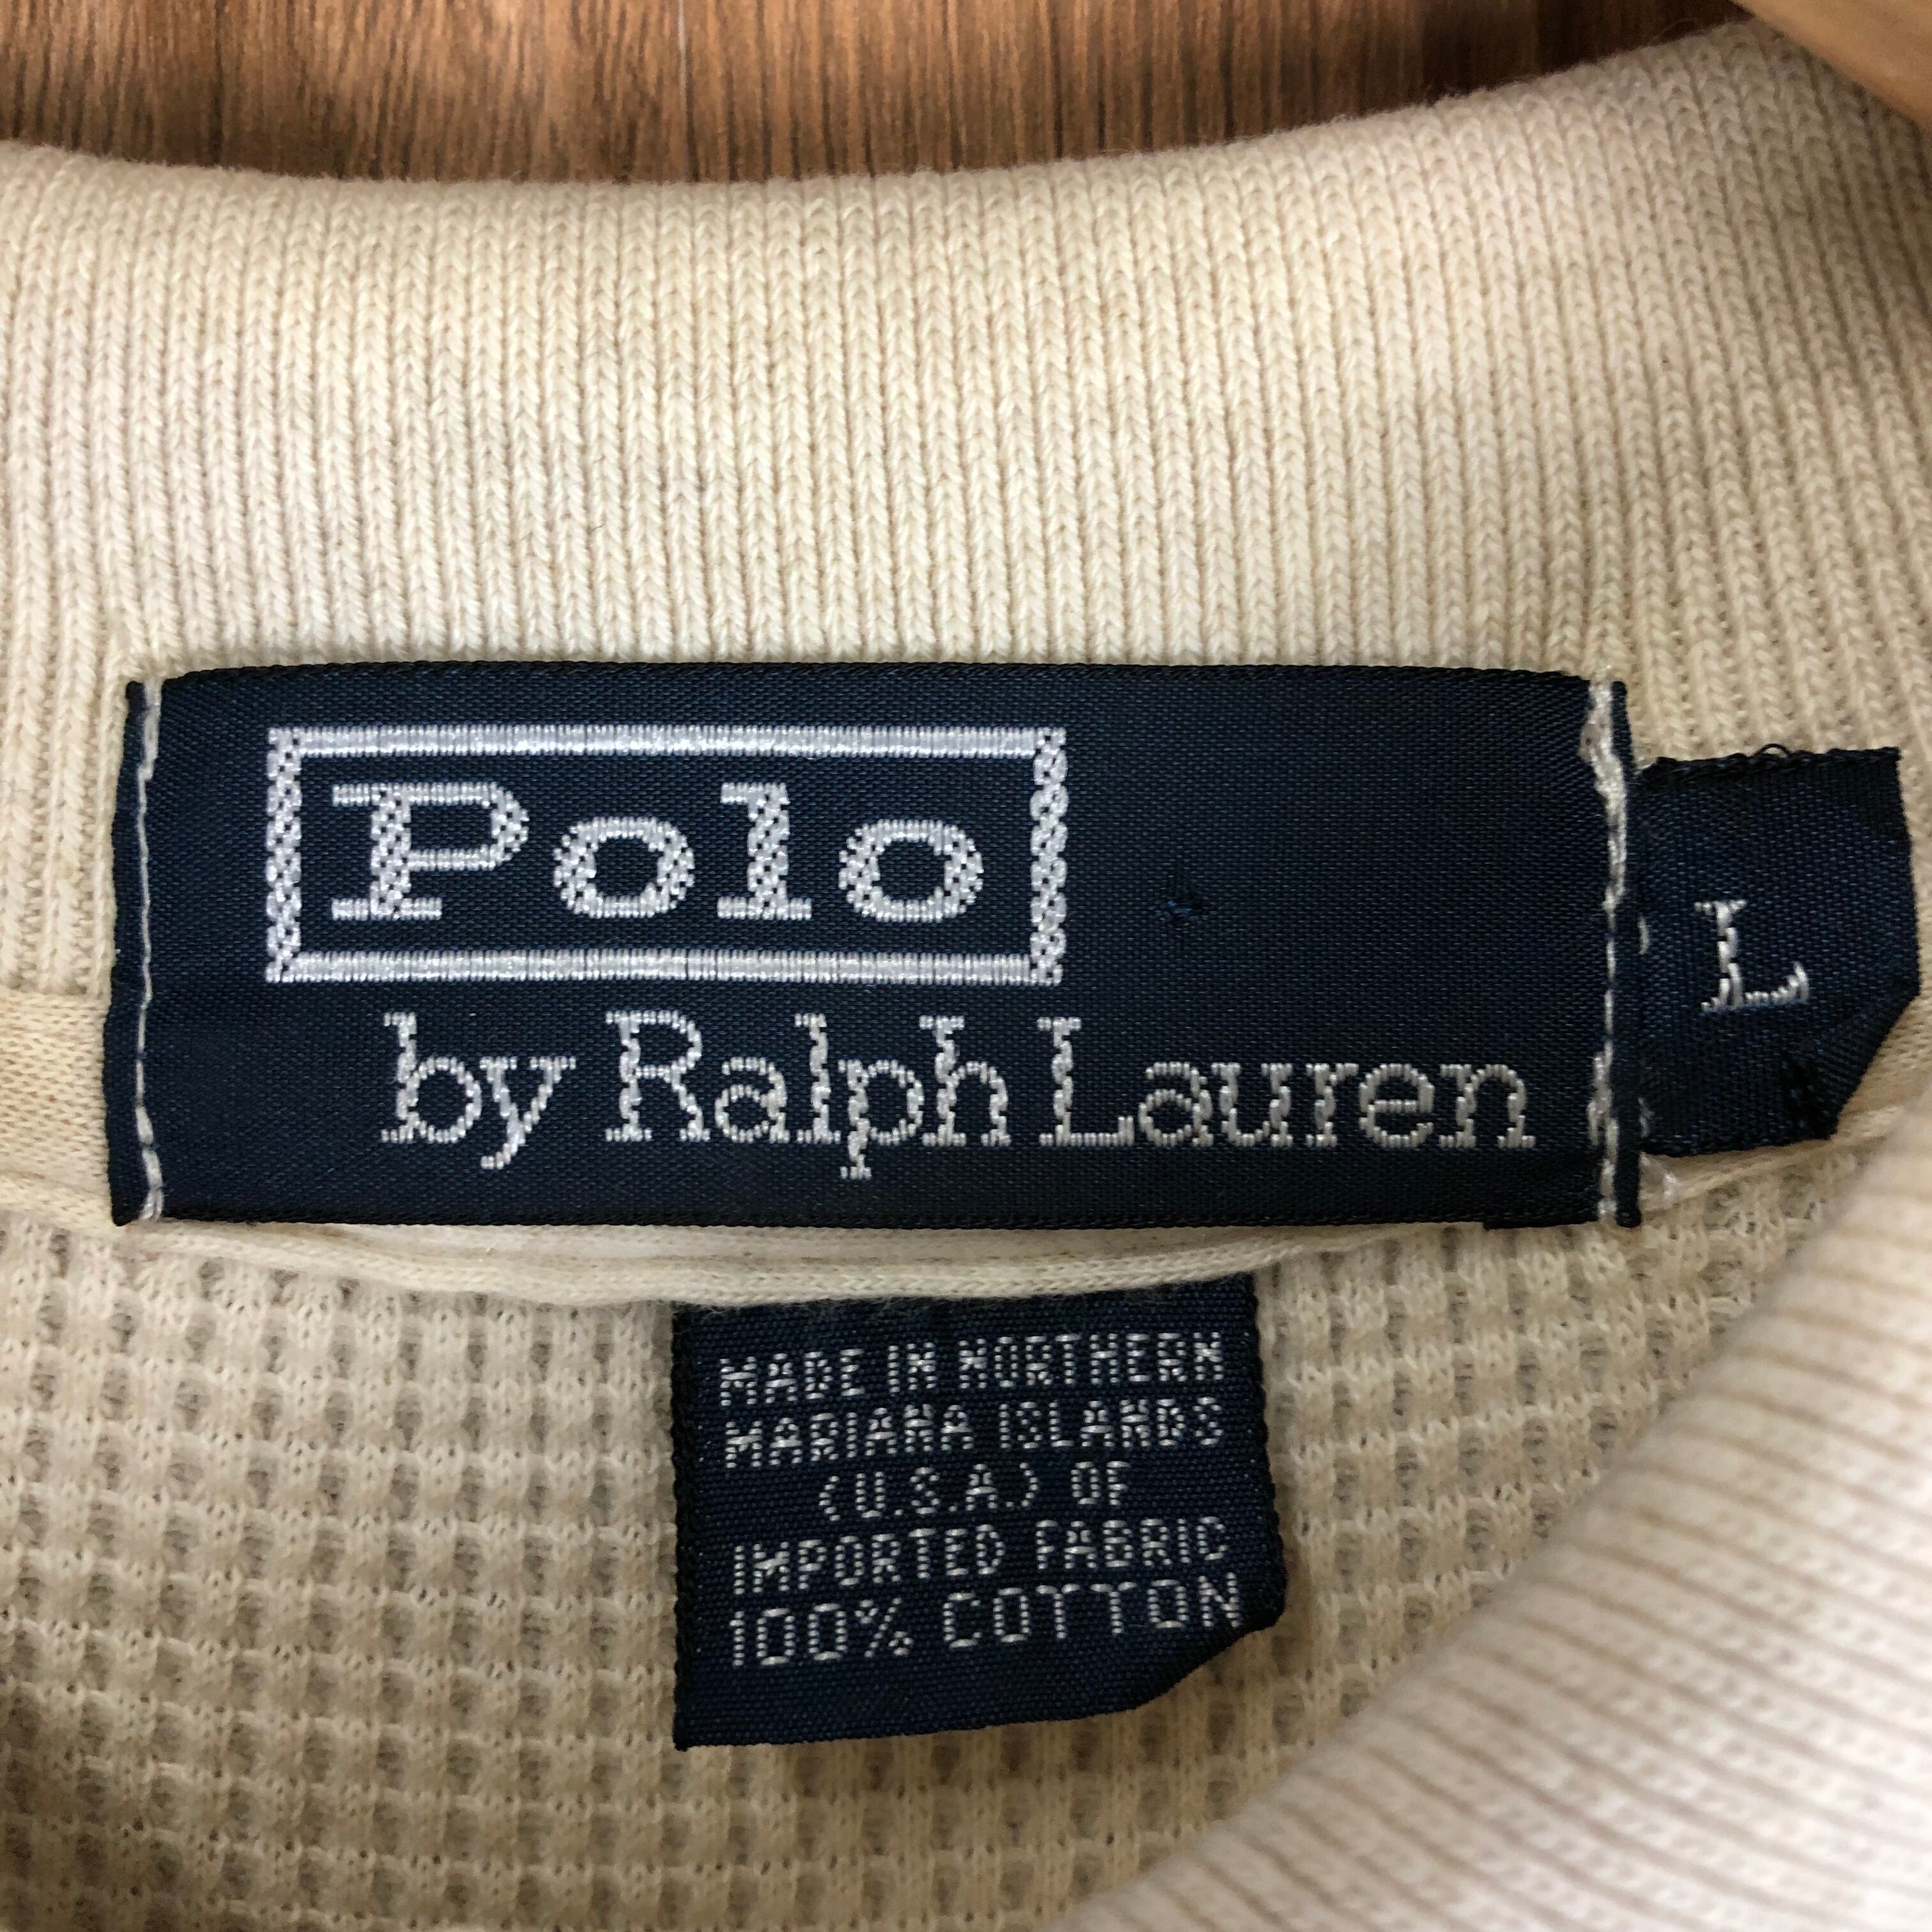 Polo
by Ralph Lauren
L
MADE IN NORTHERN
MARIANA ISLANDS
(U.S.A.) OF
IMPORTED FABRIC
100% COTTON